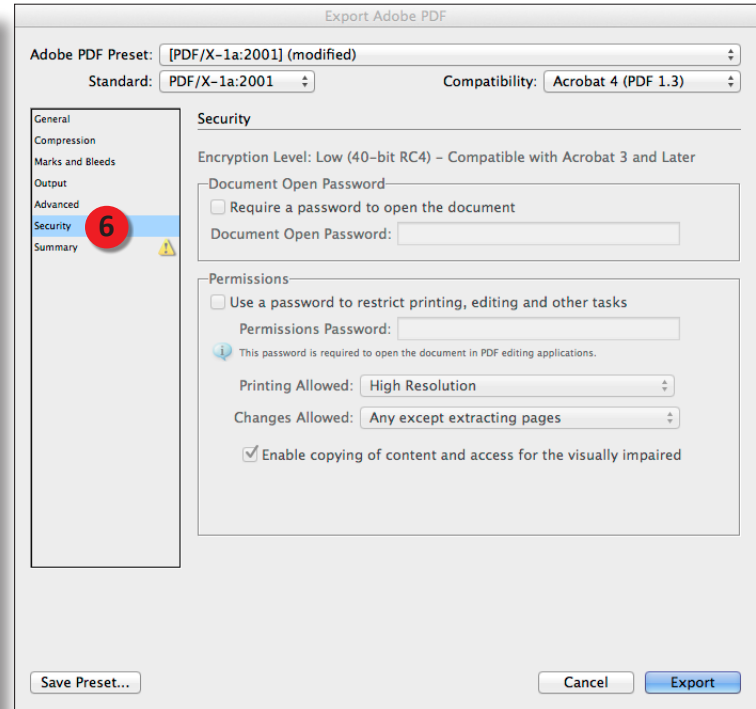 Export Adobe PDF
Adobe PDF Preset: [PDF/X-1a:2001] (modified)
Standard: PDF/X-1a:2001 Compatibility: Acrobat 4 (PDF 1.3)
General
Compression
Marks and Bleeds
Output
Advanced
Security 6
Summary
Security
Encryption Level: Low (40-bit RC4) – Compatible with Acrobat 3 and Later
Document Open Password
Require a password to open the document
Document Open Password:
Permissions
Use a password to restrict printing, editing and other tasks
Permissions Password:
This password is required to open the document in PDF editing applications.
Printing Allowed: High Resolution
Changes Allowed: Any except extracting pages
Enable copying of content and access for the visually impaired
Save Preset... Cancel Export